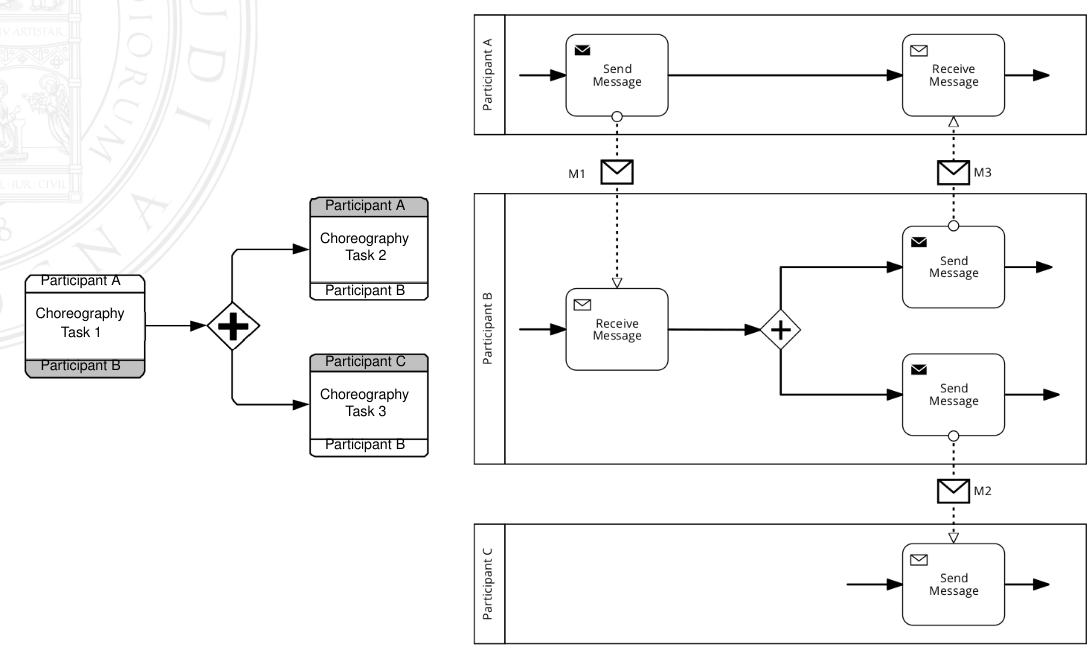 Participant A
Choreography
Task 1
Participant B
Participant A
Choreography
Task 2
Participant B
Participant C
Choreography
Task 3
Participant B
Participant A
Send
Message
Receive
Message
M1
M3
Participant B
Receive
Message
Send
Message
Send
Message
M2
Participant C
Send
Message